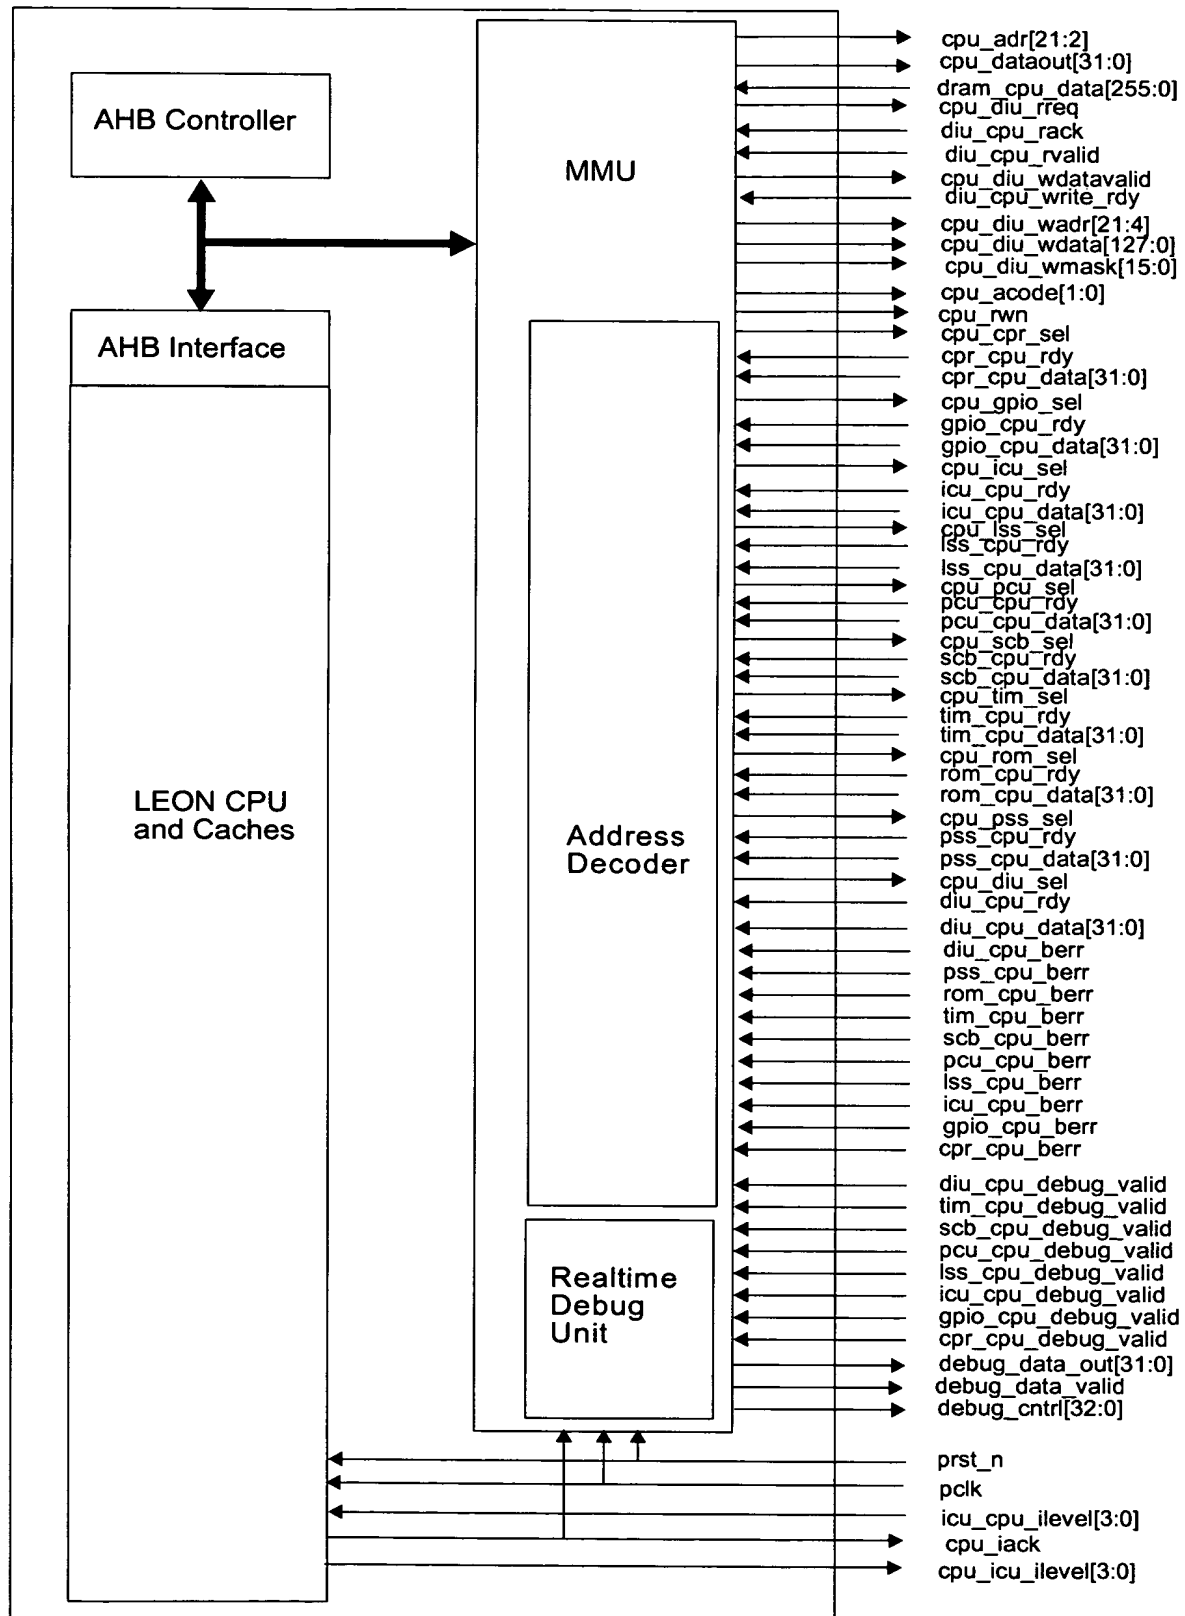 AHB Controller
AHB Interface
LEON CPU
and Caches
MMU
Address
Decoder
Realtime
Debug
Unit
cpu_adr[21:2]
cpu_dataout[31:0]
dram_cpu_data[255:0]
cpu_diu_rreq
diu_cpu_rack
diu_cpu_rvalid
cpu_diu_wdatavalid
diu_cpu_write_rdy
cpu_diu_wadr[21:4]
cpu_diu_wdata[127:0]
cpu_diu_wmask[15:0]
cpu_acode[1:0]
cpu_rwn
cpu_cpr_sel
cpr_cpu_rdy
cpr_cpu_data[31:0]
cpu_gpio_sel
gpio_cpu_rdy
gpio_cpu_data[31:0]
cpu_icu_sel
icu_cpu_rdy
icu_cpu_data[31:0]
cpu_lss_sel
lss_cpu_rdy
lss_cpu_data[31:0]
cpu_pcu_sel
pcu_cpu_rdy
pcu_cpu_data[31:0]
cpu_scb_sel
scb_cpu_rdy
scb_cpu_data[31:0]
cpu_tim_sel
tim_cpu_rdy
tim_cpu_data[31:0]
cpu_rom_sel
rom_cpu_rdy
rom_cpu_data[31:0]
cpu_pss_sel
pss_cpu_rdy
pss_cpu_data[31:0]
cpu_diu_sel
diu_cpu_rdy
diu_cpu_data[31:0]
diu_cpu_berr
pss_cpu_berr
rom_cpu_berr
tim_cpu_berr
scb_cpu_berr
pcu_cpu_berr
lss_cpu_berr
icu_cpu_berr
gpio_cpu_berr
cpr_cpu_berr
diu_cpu_debug_valid
tim_cpu_debug_valid
scb_cpu_debug_valid
pcu_cpu_debug_valid
lss_cpu_debug_valid
icu_cpu_debug_valid
gpio_cpu_debug_valid
cpr_cpu_debug_valid
debug_data_out[31:0]
debug_data_valid
debug_cntrl[32:0]
prst_n
pclk
icu_cpu_ilevel[3:0]
cpu_iack
cpu_icu_ilevel[3:0]